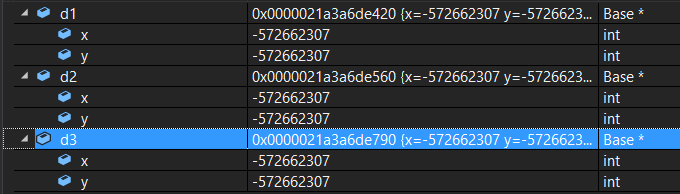 d1 0x0000021a3a6de420 {x=-572662307 y=-5726623... Base *
x -572662307 int
y -572662307 int
d2 0x0000021a3a6de560 {x=-572662307 y=-5726623... Base *
x -572662307 int
y -572662307 int
d3 0x0000021a3a6de790 {x=-572662307 y=-5726623... Base *
x -572662307 int
y -572662307 int